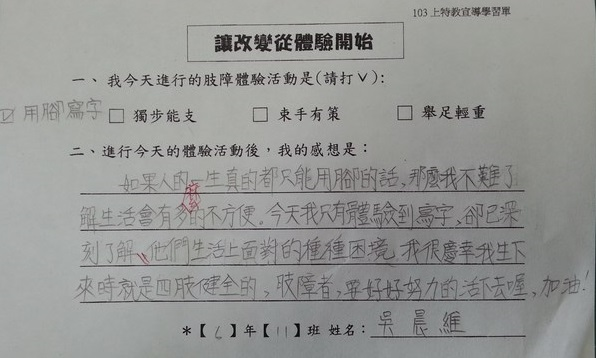 103上特教宣導學習單
讓改變從體驗開始
一、我今天進行的肢障體驗活動是(請打∨):
☑用腳寫字 □獨步能支 □束手有策 □舉足輕重
二、進行今天的體驗活動後，我的感想是：
如果人的一生真的都只能用腳的話，那麼我不難了
解生活會有多麼的不方便。今天我只有體驗到寫字，卻已深
刻了解，他們生活上面對的種種困境。我很慶幸我生下
來時就是四肢健全的，肢障者，要好好努力的活下去喔，加油！
*【6】年【11】班 姓名：吳晨維